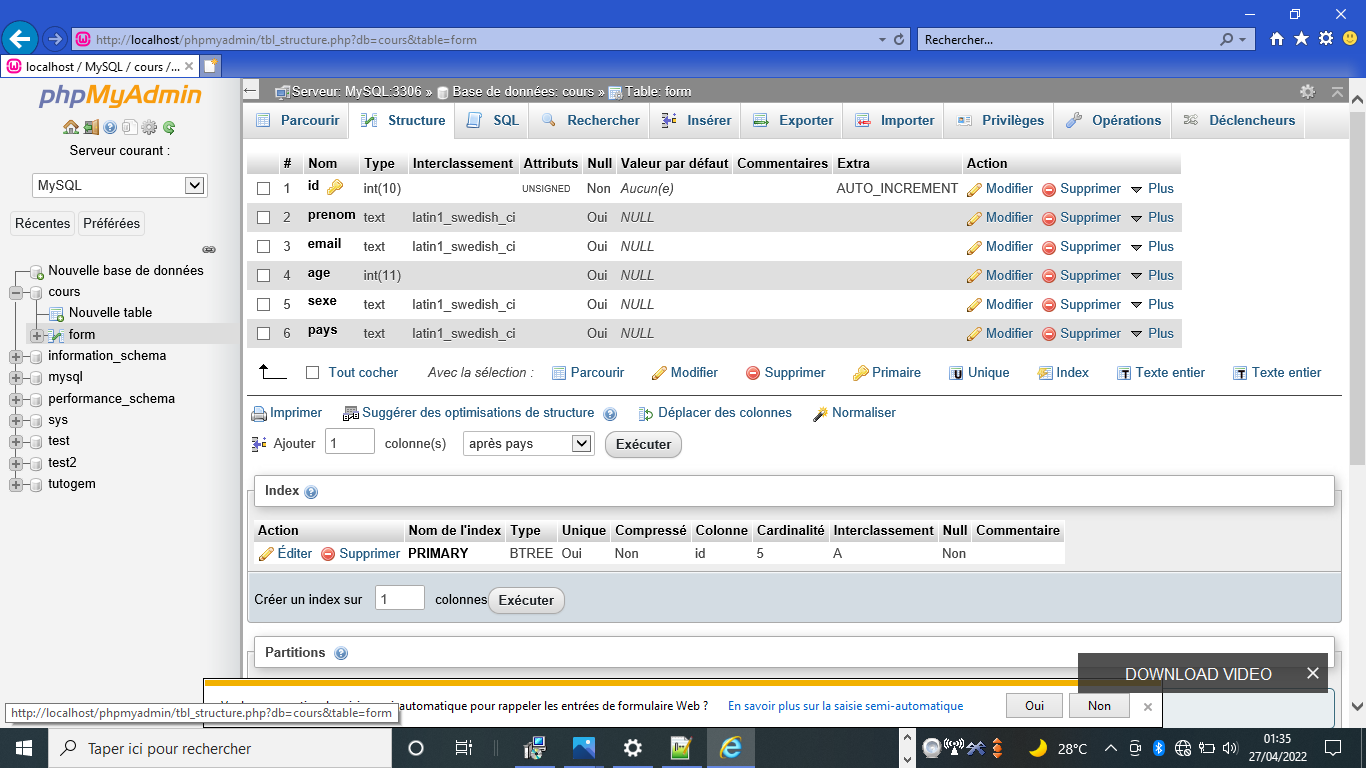 http://localhost/phpmyadmin/tbl_structure.php?db=cours&table=form
Rechercher...
localhost / MySQL / cours /...
phpMyAdmin
Serveur courant :
MySQL
Récentes
Préférées
Nouvelle base de données
cours
Nouvelle table
form
information_schema
mysql
performance_schema
sys
test
test2
tutogem
Serveur: MySQL:3306 » Base de données: cours » Table: form
Parcourir Structure SQL Rechercher Insérer Exporter Importer Privilèges Opérations Déclencheurs
# Nom Type Interclassement Attributs Null Valeur par défaut Commentaires Extra Action
1 id int(10) UNSIGNED Non Aucun(e) AUTO_INCREMENT Modifier Supprimer Plus
2 prenom text latin1_swedish_ci Oui NULL Modifier Supprimer Plus
3 email text latin1_swedish_ci Oui NULL Modifier Supprimer Plus
4 age int(11) Oui NULL Modifier Supprimer Plus
5 sexe text latin1_swedish_ci Oui NULL Modifier Supprimer Plus
6 pays text latin1_swedish_ci Oui NULL Modifier Supprimer Plus
Tout cocher Avec la sélection : Parcourir Modifier Supprimer Primaire Unique Index Texte entier Texte entier
Imprimer Suggérer des optimisations de structure Déplacer des colonnes Normaliser
Ajouter 1 colonne(s) après pays Exécuter
Index
Action Nom de l'index Type Unique Compressé Colonne Cardinalité Interclassement Null Commentaire
Éditer Supprimer PRIMARY BTREE Oui Non id 5 A Non
Créer un index sur 1 colonnes Exécuter
Partitions
DOWNLOAD VIDEO
automatique pour rappeler les entrées de formulaire Web ? En savoir plus sur la saisie semi-automatique Oui Non
http://localhost/phpmyadmin/tbl_structure.php?db=cours&table=form
Taper ici pour rechercher
28°C
01:35
27/04/2022